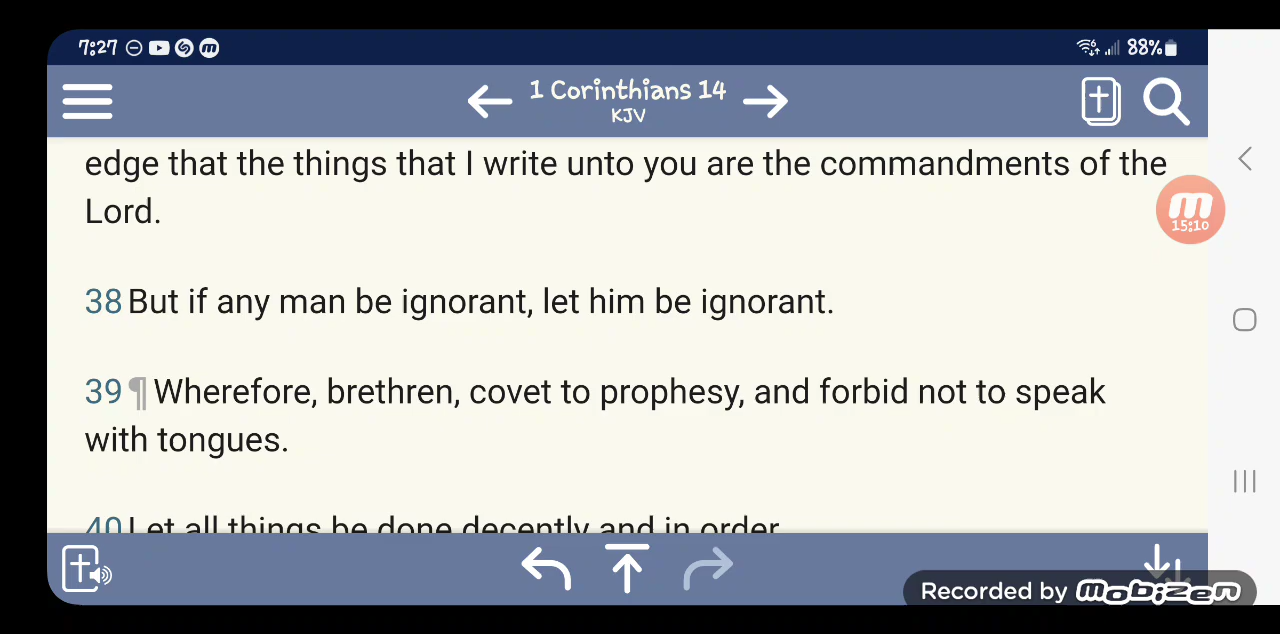 7:27 88%
1 Corinthians 14
KJV
edge that the things that I write unto you are the commandments of the
Lord.
m
15:10
38 But if any man be ignorant, let him be ignorant.
39 ¶ Wherefore, brethren, covet to prophesy, and forbid not to speak
with tongues.
40 Let all things be done decently and in order
Recorded by mobizen